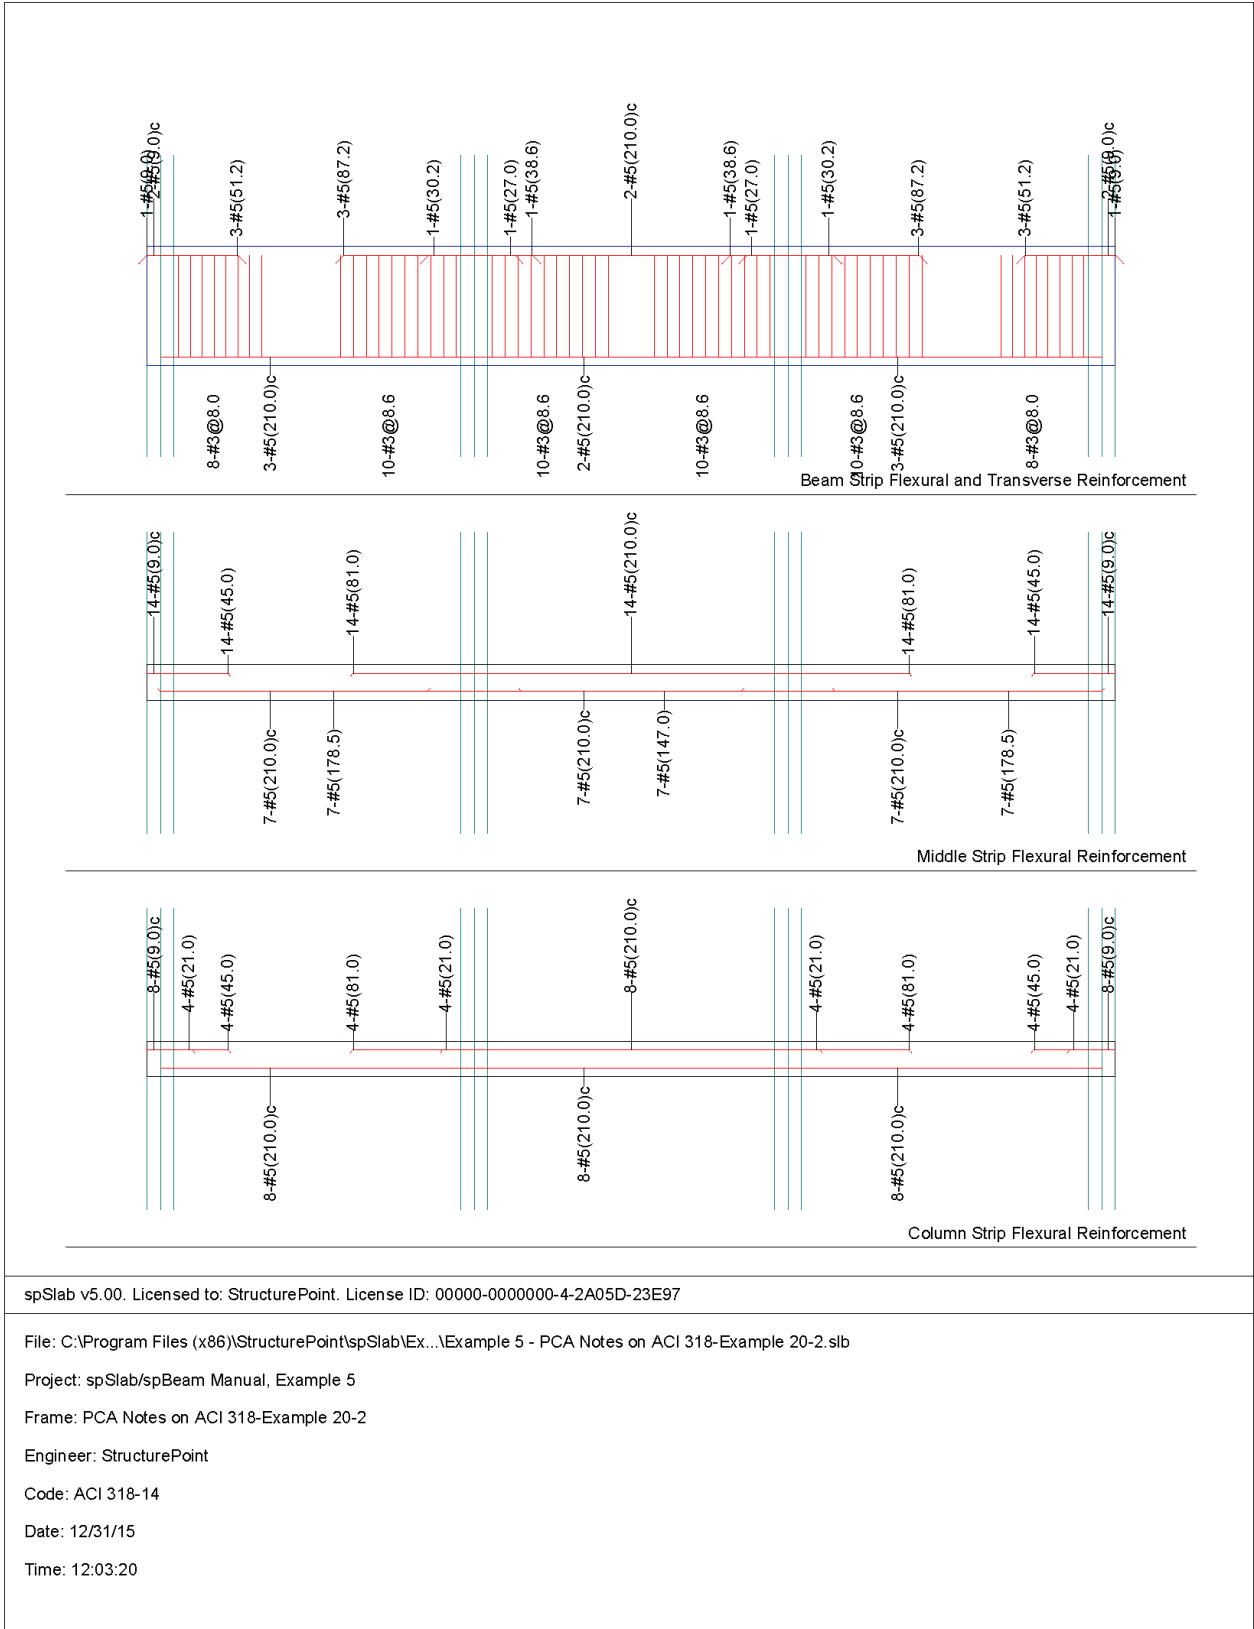 1-#5(9.0)
2-#5(9.0)c
3-#5(51.2)
3-#5(87.2)
1-#5(30.2)
1-#5(27.0)
1-#5(38.6)
2-#5(210.0)c
1-#5(38.6)
1-#5(27.0)
1-#5(30.2)
3-#5(87.2)
3-#5(51.2)
2-#5(9.0)c
1-#5(9.0)
8-#3@8.0
3-#5(210.0)c
10-#3@8.6
10-#3@8.6
2-#5(210.0)c
10-#3@8.6
10-#3@8.6
3-#5(210.0)c
8-#3@8.0
Beam Strip Flexural and Transverse Reinforcement
14-#5(9.0)c
14-#5(45.0)
14-#5(81.0)
14-#5(210.0)c
14-#5(81.0)
14-#5(45.0)
14-#5(9.0)c
7-#5(210.0)c
7-#5(178.5)
7-#5(210.0)c
7-#5(147.0)
7-#5(210.0)c
7-#5(178.5)
Middle Strip Flexural Reinforcement
8-#5(9.0)c
4-#5(21.0)
4-#5(45.0)
4-#5(81.0)
4-#5(21.0)
8-#5(210.0)c
4-#5(21.0)
4-#5(81.0)
4-#5(45.0)
4-#5(21.0)
8-#5(9.0)c
8-#5(210.0)c
8-#5(210.0)c
8-#5(210.0)c
Column Strip Flexural Reinforcement
spSlab v5.00. Licensed to: StructurePoint. License ID: 00000-0000000-4-2A05D-23E97
File: C:\Program Files (x86)\StructurePoint\spSlab\Ex...\Example 5 - PCA Notes on ACI 318-Example 20-2.slb
Project: spSlab/spBeam Manual, Example 5
Frame: PCA Notes on ACI 318-Example 20-2
Engineer: StructurePoint
Code: ACI 318-14
Date: 12/31/15
Time: 12:03:20